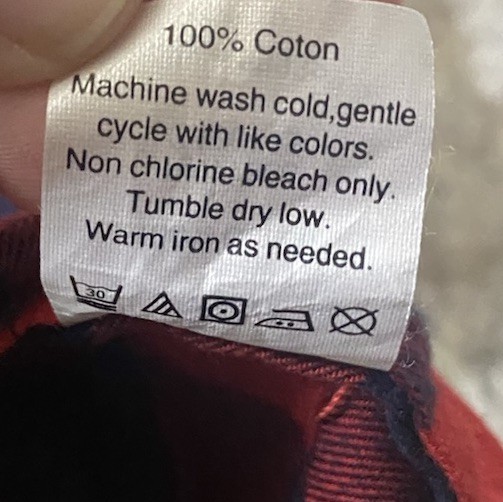 100% Coton
Machine wash cold,gentle
cycle with like colors.
Non chlorine bleach only.
Tumble dry low.
Warm iron as needed.
30